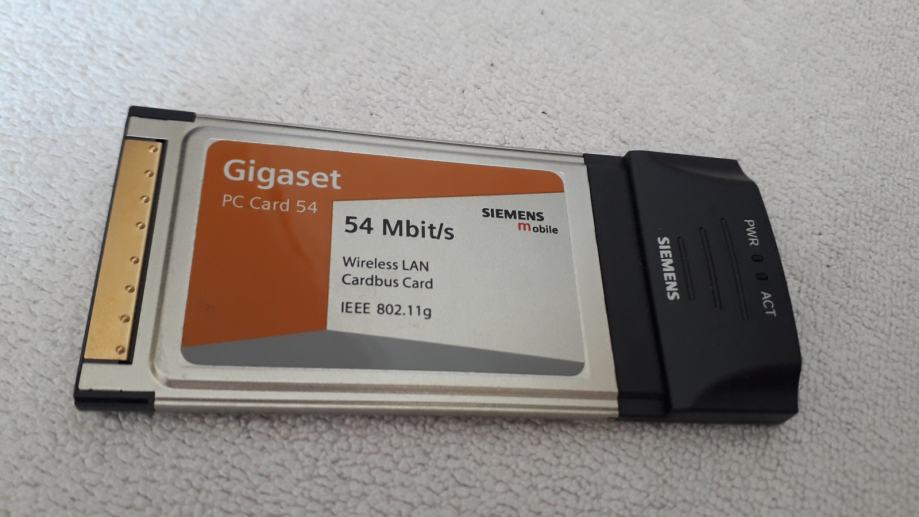 Gigaset
PC Card 54
54 Mbit/s
SIEMENS
mobile
Wireless LAN
Cardbus Card
IEEE 802.11g
SIEMENS
PWR
ACT